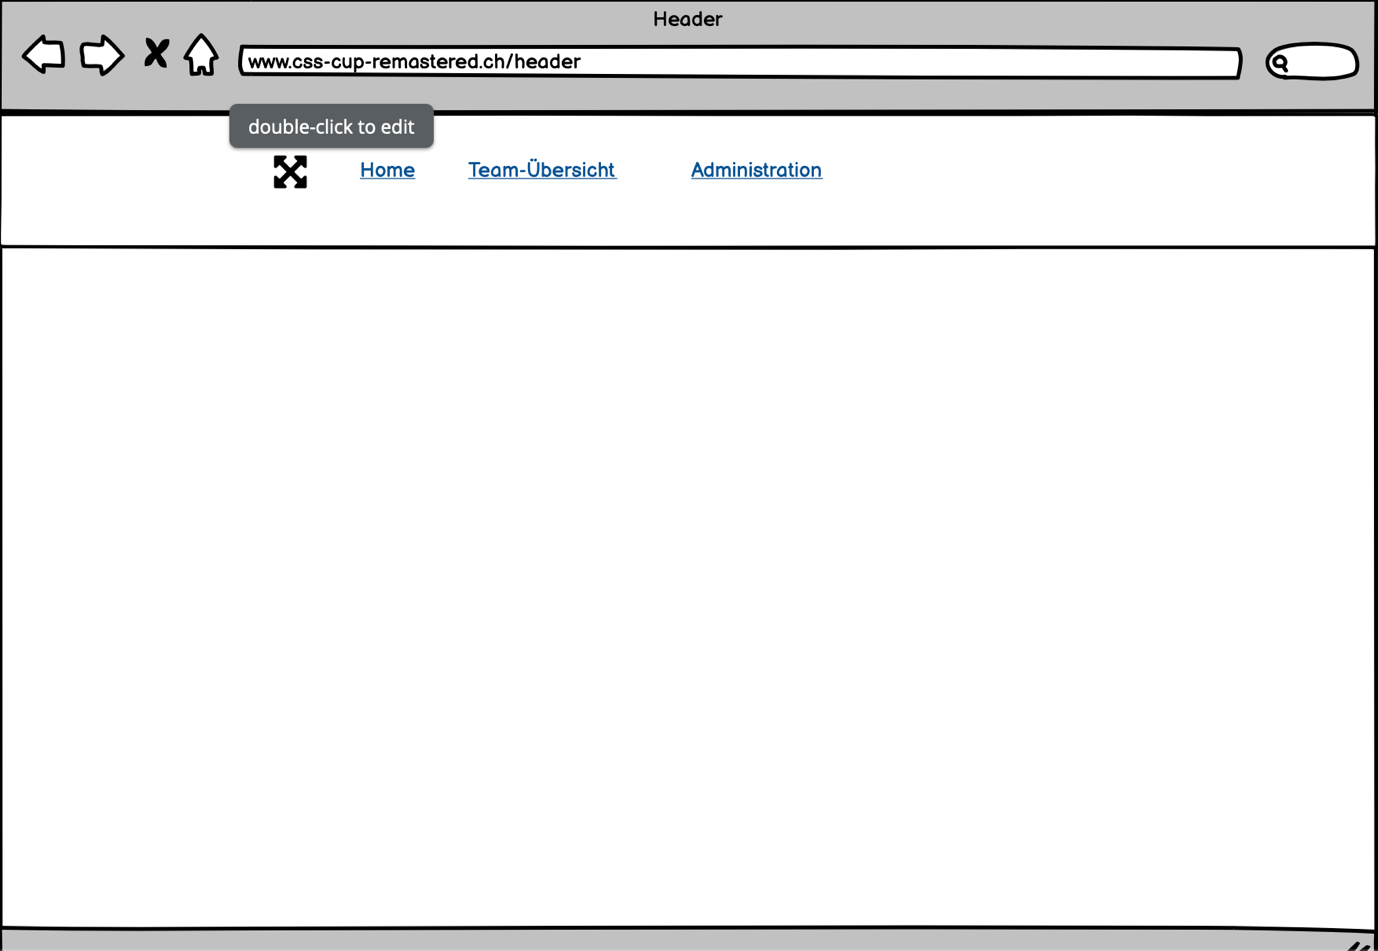 Header
www.css-cup-remastered.ch/header
double-click to edit
Home Team-Übersicht Administration